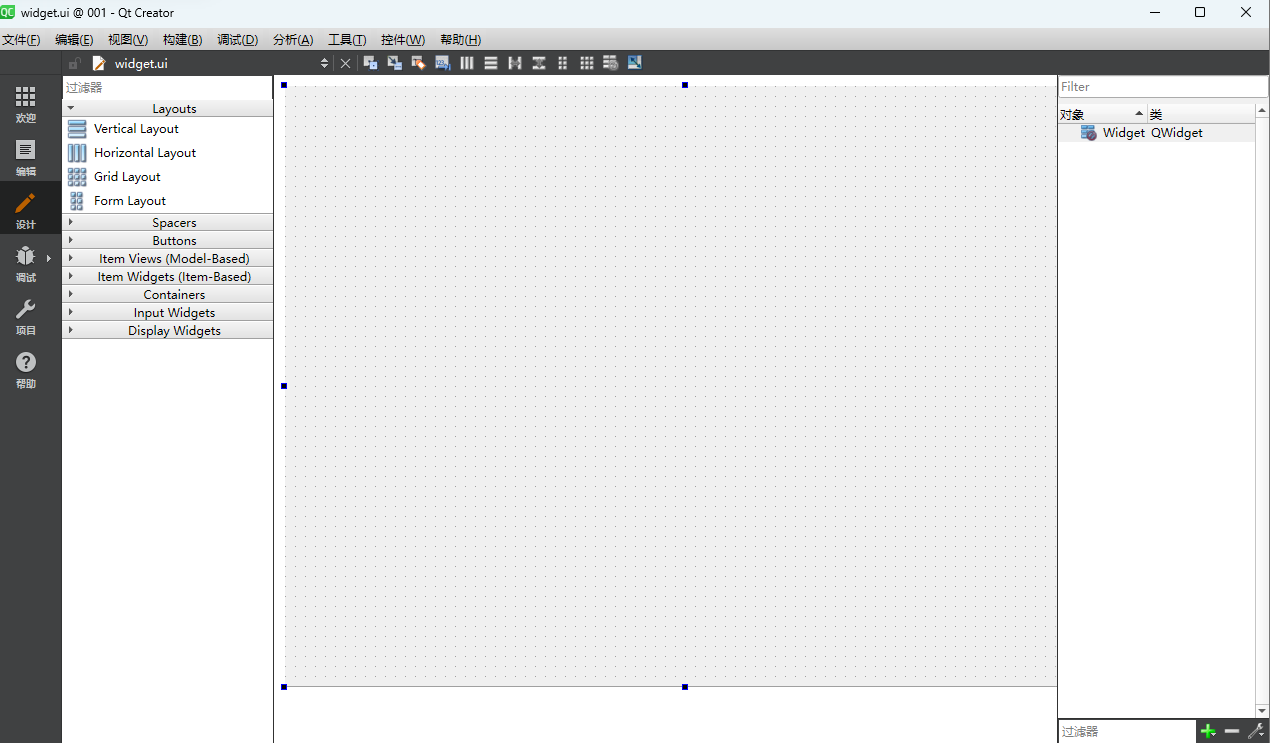 QC widget.ui @ 001 - Qt Creator
文件(F) 编辑(E) 视图(V) 构建(B) 调试(D) 分析(A) 工具(T) 控件(W) 帮助(H)
widget.ui
欢迎
编辑
设计
调试
项目
帮助
过滤器
Layouts
Vertical Layout
Horizontal Layout
Grid Layout
Form Layout
Spacers
Buttons
Item Views (Model-Based)
Item Widgets (Item-Based)
Containers
Input Widgets
Display Widgets
Filter
对象 类
Widget QWidget
过滤器